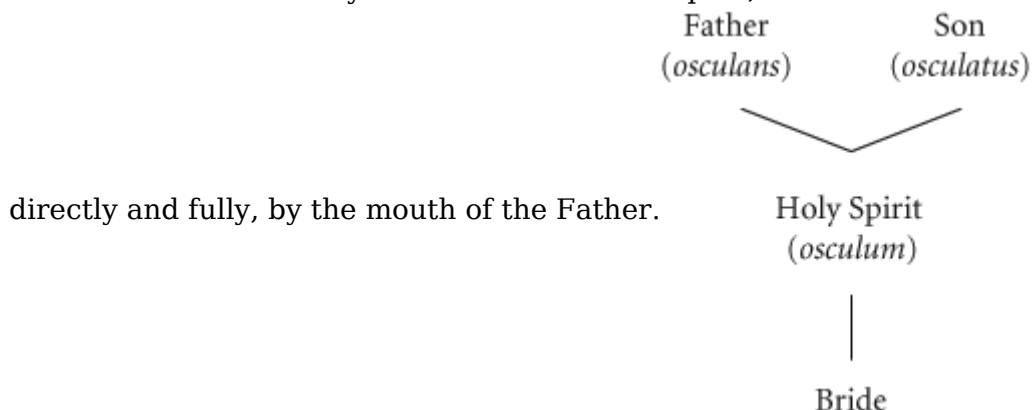 Father Son
(osculans) (osculatus)
directly and fully, by the mouth of the Father.
Holy Spirit
(osculum)
Bride